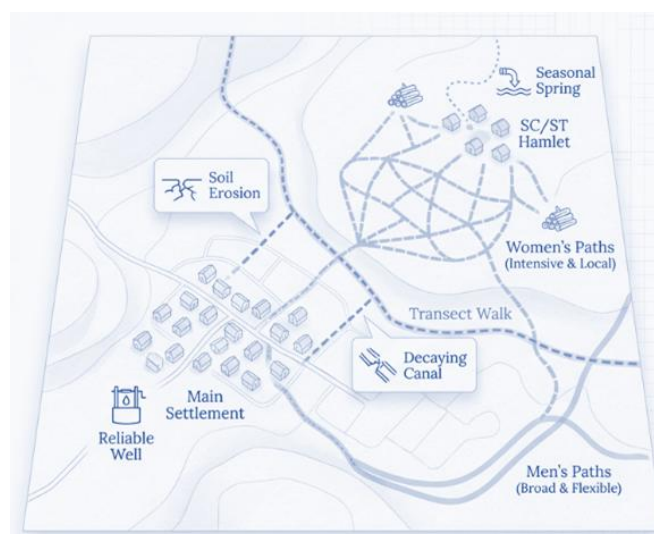 Seasonal
Spring
SC/ST
Hamlet
Soil
Erosion
Women's Paths
(Intensive & Local)
Transect Walk
Decaying
Canal
Main
Settlement
Reliable
Well
Men's Paths
(Broad & Flexible)